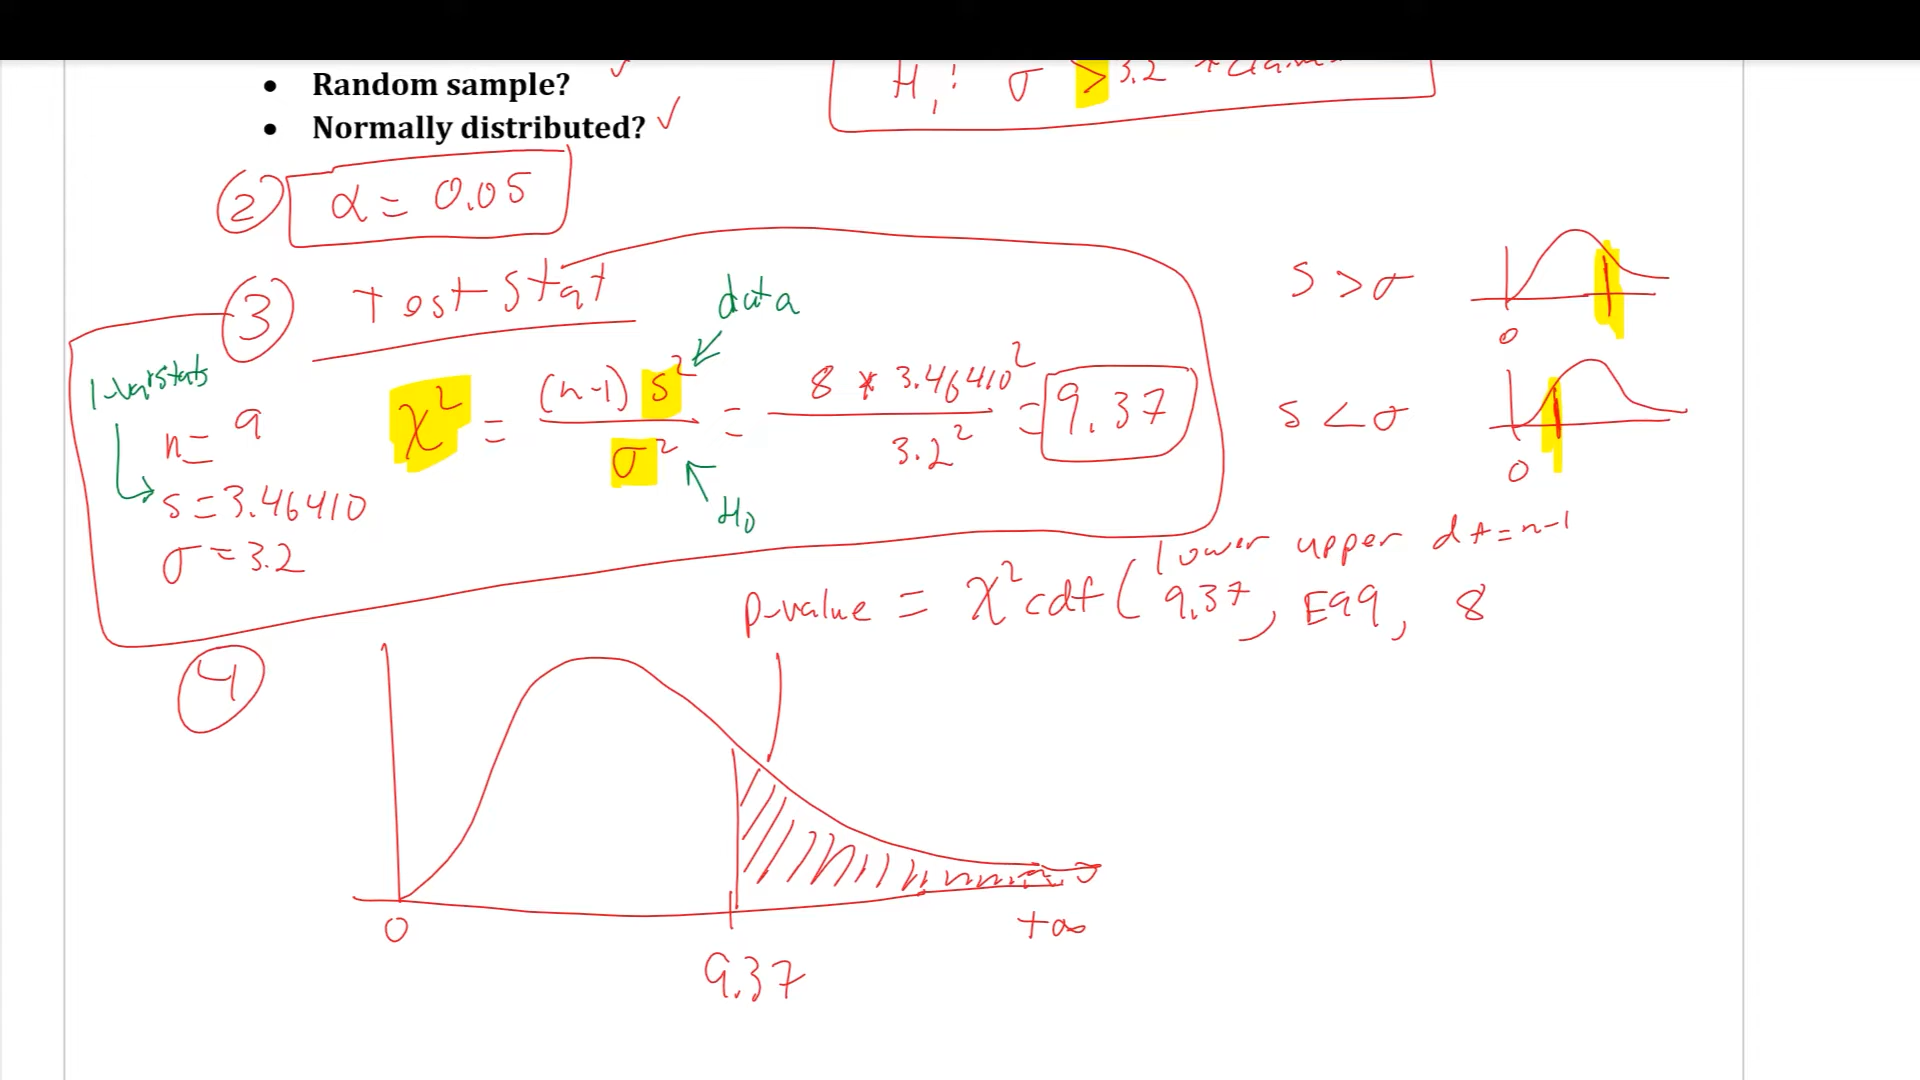 • Random sample? ✓
H₁: σ > 3.2
• Normally distributed? ✓
② α = 0.05
③ Test Stat
data
s > σ
0
1-Var Stats
n = 9
χ² = (n-1) s² / σ² = 8 * 3.46410² / 3.2² = 9.37
s < σ
0
s = 3.46410
H0
σ = 3.2
lower upper df = n-1
p-value = χ²cdf( 9.37, E99, 8
④
0
+∞
9.37